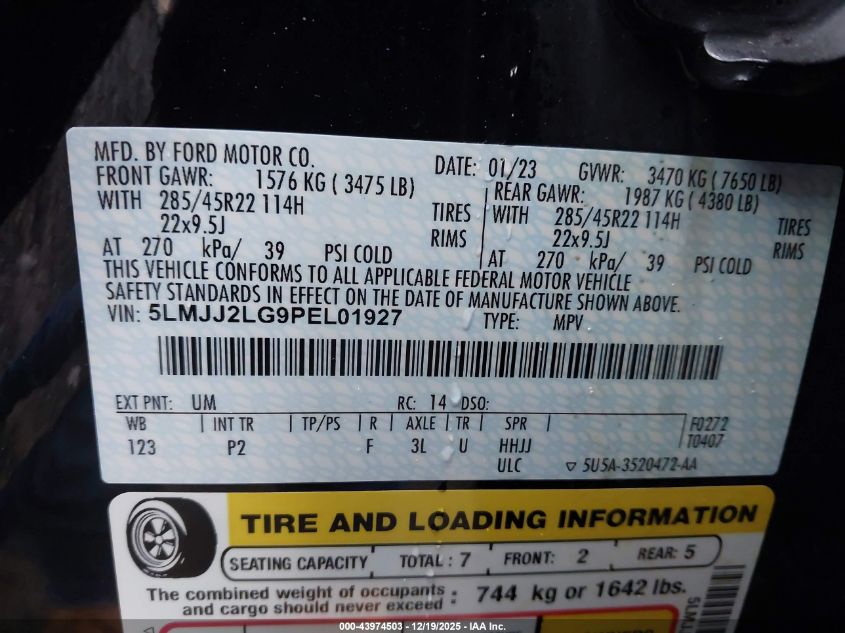 MFD. BY FORD MOTOR CO. DATE: 01/23 GVWR: 3470 KG ( 7650 LB)
FRONT GAWR: 1576 KG ( 3475 LB) REAR GAWR: 1987 KG ( 4380 LB)
WITH 285/45R22 114H TIRES WITH 285/45R22 114H TIRES
22x9.5J RIMS 22x9.5J RIMS
AT 270 kPa/ 39 PSI COLD AT 270 kPa/ 39 PSI COLD
THIS VEHICLE CONFORMS TO ALL APPLICABLE FEDERAL MOTOR VEHICLE
SAFETY STANDARDS IN EFFECT ON THE DATE OF MANUFACTURE SHOWN ABOVE.
VIN: 5LMJJ2LG9PEL01927 TYPE: MPV
EXT PNT: UM RC: 14 DSO:
WB INT TR TP/PS R AXLE TR SPR F0272
123 P2 F 3L U HHJJ T0407
ULC 5U5A-3520472-AA
TIRE AND LOADING INFORMATION
SEATING CAPACITY TOTAL : 7 FRONT: 2 REAR: 5
The combined weight of occupants
and cargo should never exceed : 744 kg or 1642 lbs.
000-43974503 - 12/19/2025 - IAA Inc.